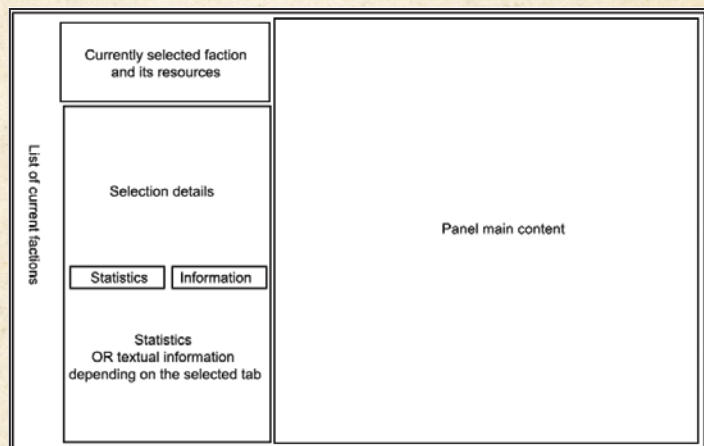 List of current factions
Currently selected faction
and its resources
Selection details
Statistics
Information
Statistics
OR textual information
depending on the selected tab
Panel main content